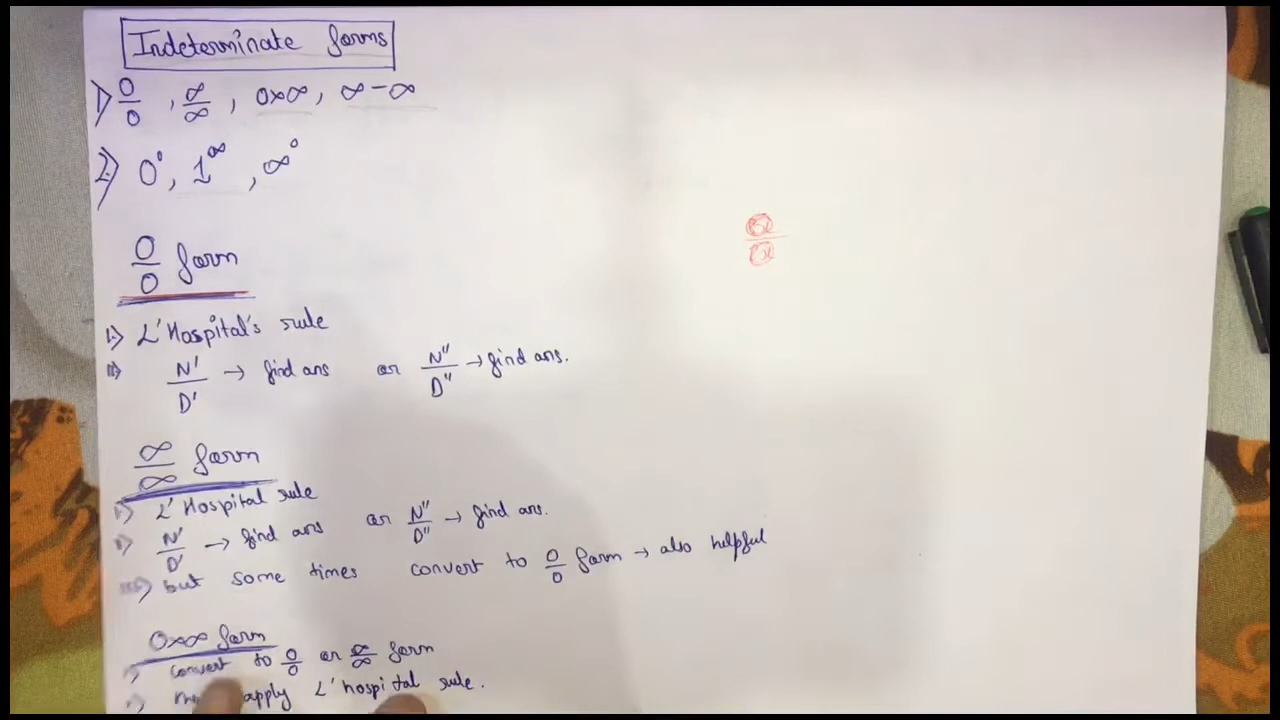 Indeterminate forms
1) 0/0 , ∞/∞ , 0×∞, ∞-∞
2) 0⁰, 1^∞ , ∞⁰
0/0 form
i) L'Hospital's rule
ii) N'/D' → find ans or N''/D'' → find ans.
∞/∞ form
i) L'Hospital rule
ii) N'/D' → find ans or N''/D'' → find ans.
iii) but some times convert to 0/0 form → also helpful
0×∞ form
i) convert to 0/0 or ∞/∞ form
apply L'hospital rule.